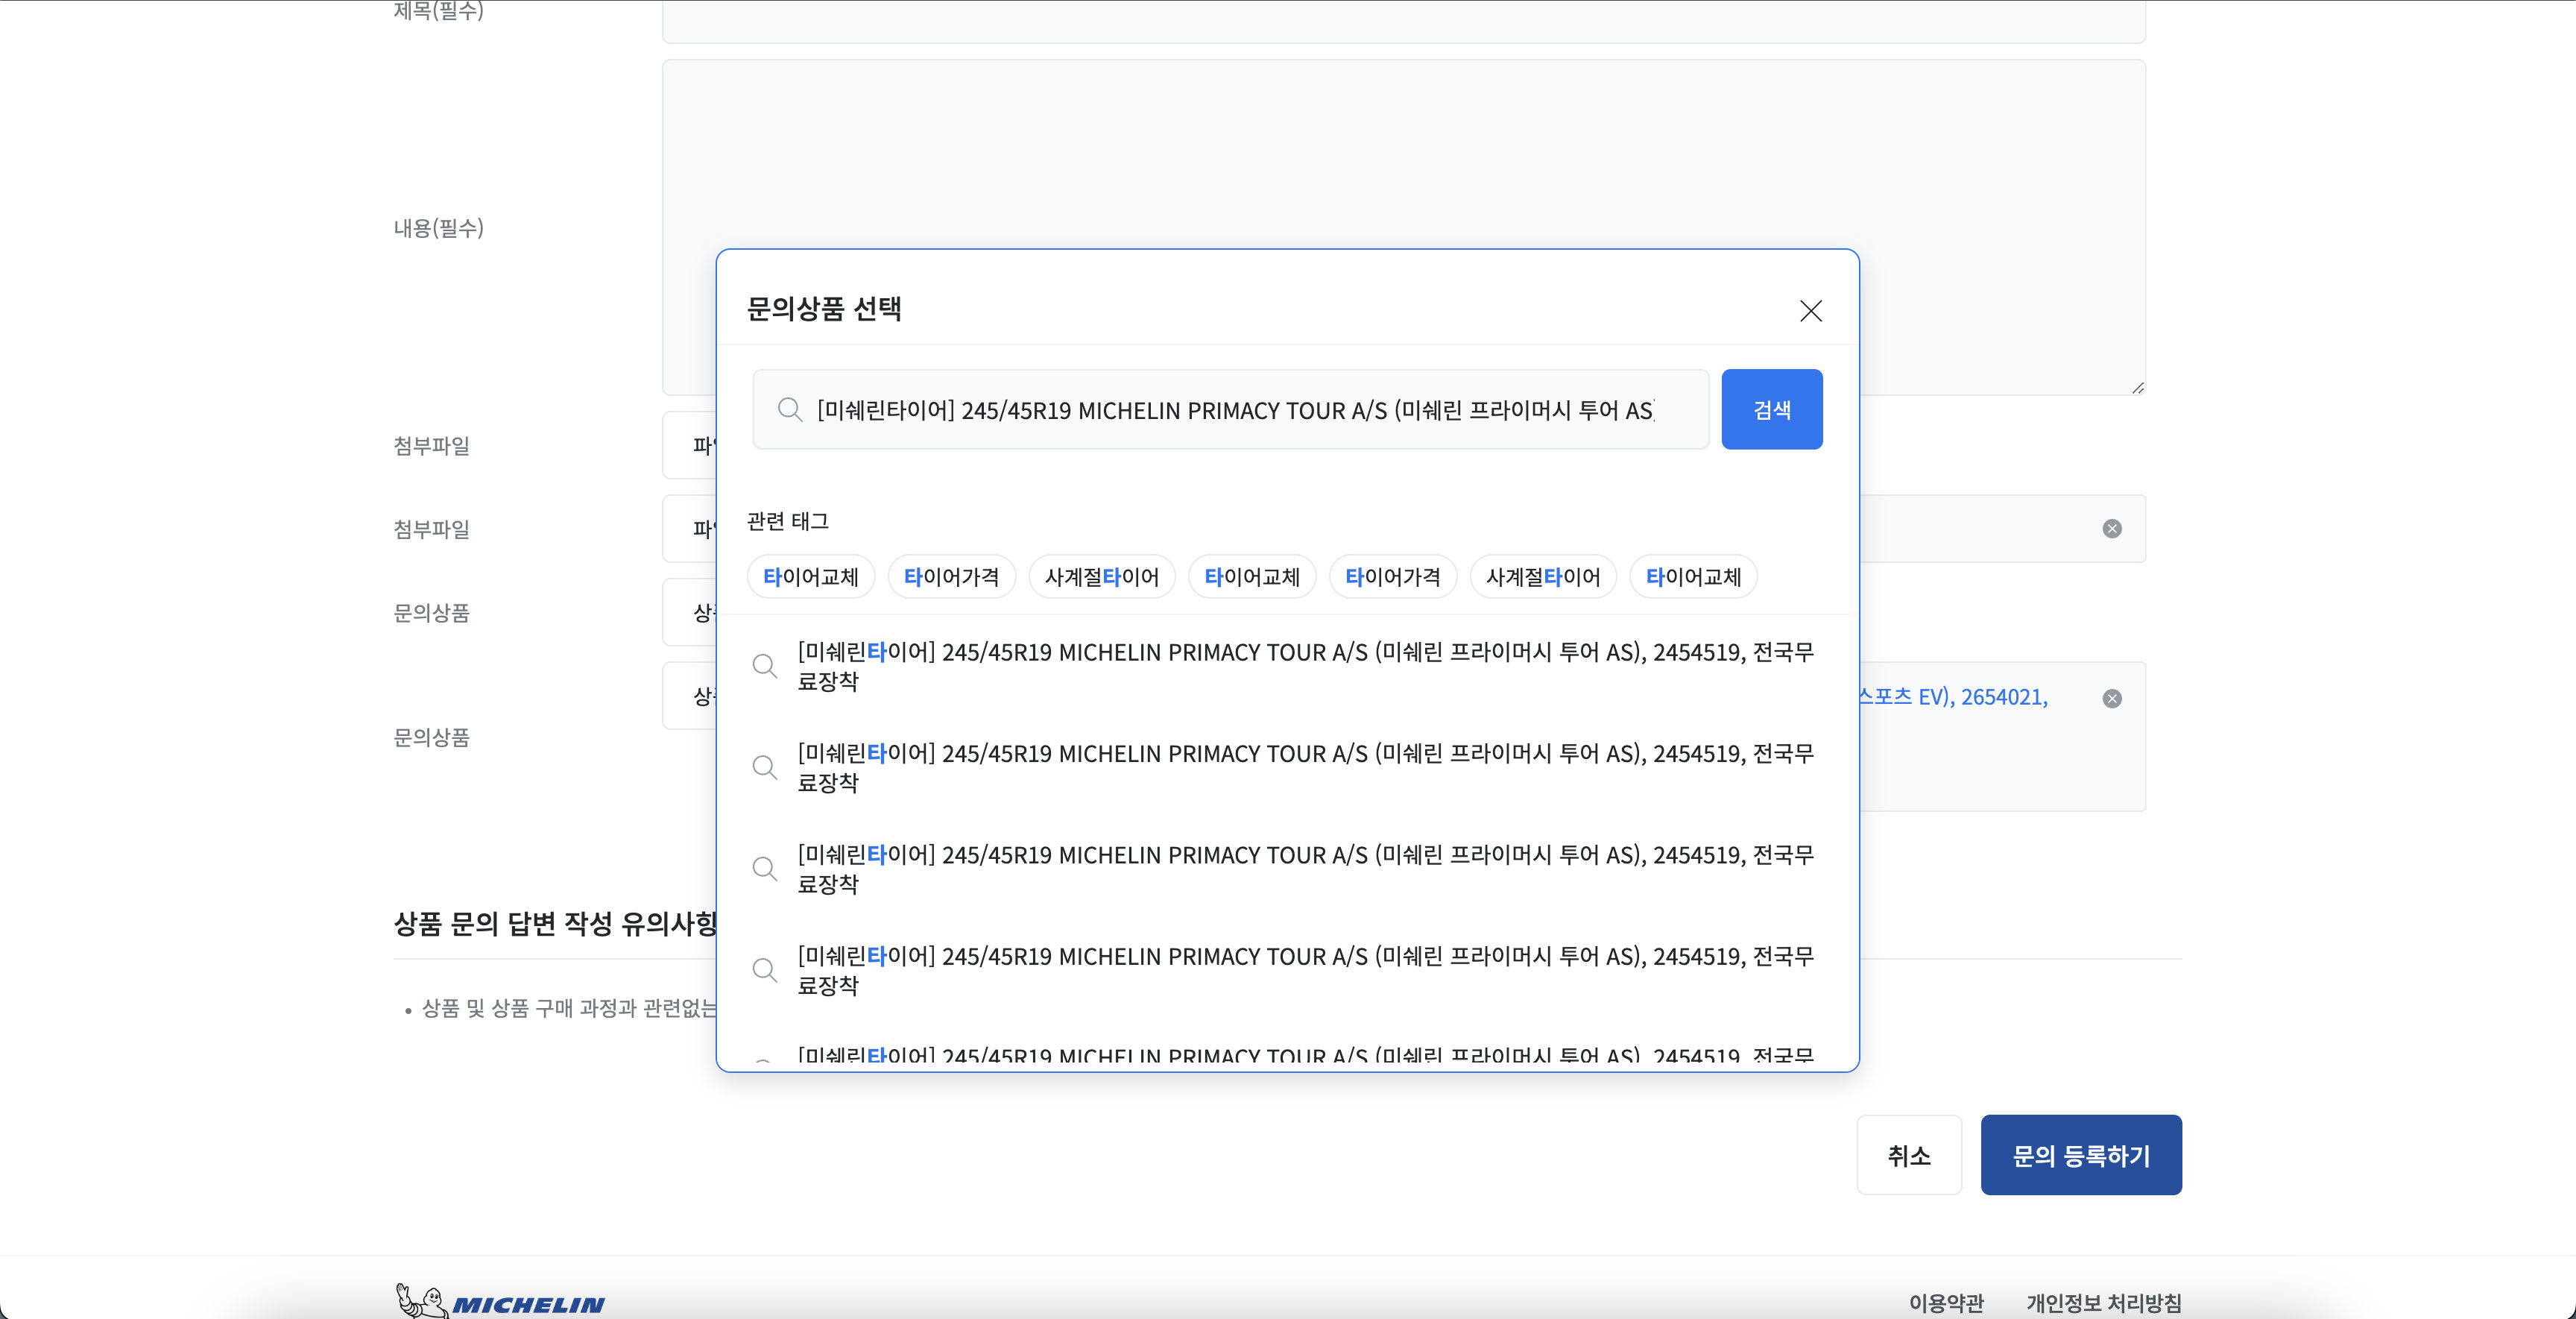 제목(필수)
내용(필수)
문의상품 선택
[미쉐린타이어] 245/45R19 MICHELIN PRIMACY TOUR A/S (미쉐린 프라이머시 투어 AS)
검색
관련 태그
타이어교체 타이어가격 사계절타이어 타이어교체 타이어가격 사계절타이어 타이어교체
[미쉐린타이어] 245/45R19 MICHELIN PRIMACY TOUR A/S (미쉐린 프라이머시 투어 AS), 2454519, 전국무
료장착
[미쉐린타이어] 245/45R19 MICHELIN PRIMACY TOUR A/S (미쉐린 프라이머시 투어 AS), 2454519, 전국무
료장착
[미쉐린타이어] 245/45R19 MICHELIN PRIMACY TOUR A/S (미쉐린 프라이머시 투어 AS), 2454519, 전국무
료장착
[미쉐린타이어] 245/45R19 MICHELIN PRIMACY TOUR A/S (미쉐린 프라이머시 투어 AS), 2454519, 전국무
료장착
[미쉐린타이어] 245/45R19 MICHELIN PRIMACY TOUR A/S (미쉐린 프라이머시 투어 AS), 2454519, 전국무
첨부파일
첨부파일
문의상품
문의상품
스포츠 EV), 2654021,
상품 문의 답변 작성 유의사항
• 상품 및 상품 구매 과정과 관련없는
취소
문의 등록하기
MICHELIN
이용약관 개인정보 처리방침